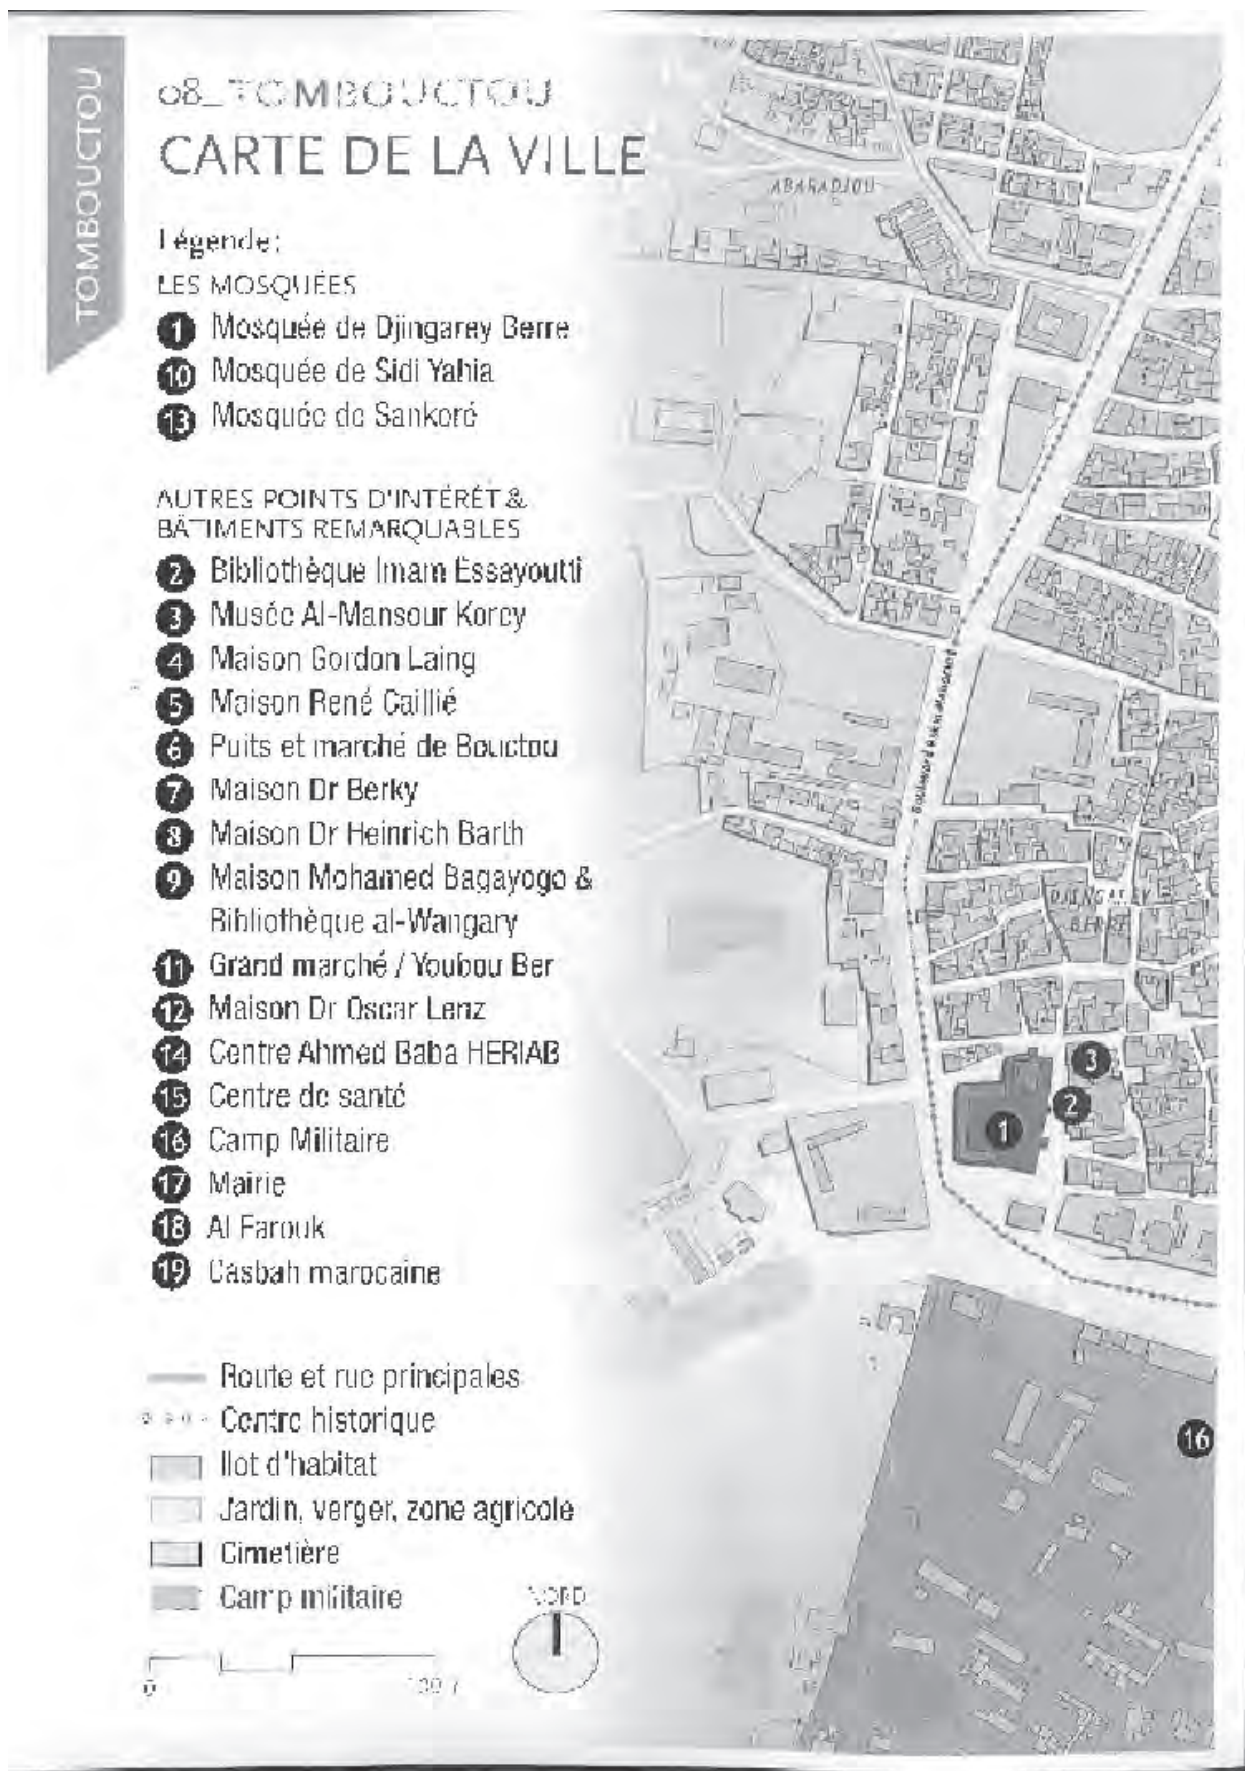 TOMBOUCTOU
08_TOMBOUCTOU
CARTE DE LA VILLE
Légende:
LES MOSQUÉES
1 Mosquée de Djingarey Berre
10 Mosquée de Sidi Yahia
13 Mosquée de Sankoré
AUTRES POINTS D'INTÉRÊT &
BÂTIMENTS REMARQUABLES
2 Bibliothèque Imam Essayoutti
3 Musée Al-Mansour Korey
4 Maison Gordon Laing
5 Maison René Caillié
6 Puits et marché de Bouctou
7 Maison Dr Berky
8 Maison Dr Heinrich Barth
9 Maison Mohamed Bagayogo &
Bibliothèque al-Wangary
11 Grand marché / Youbou Ber
12 Maison Dr Oscar Lenz
14 Centre Ahmed Baba HERIAB
15 Centre de santé
16 Camp Militaire
17 Mairie
18 Al Farouk
19 Casbah marocaine
Route et rue principales
Centre historique
Ilot d'habitat
Jardin, verger, zone agricole
Cimetière
Camp militaire
NORD
0
ABARADJOU
Boulevard
DJINGAREY
BERRE
3
2
1
16